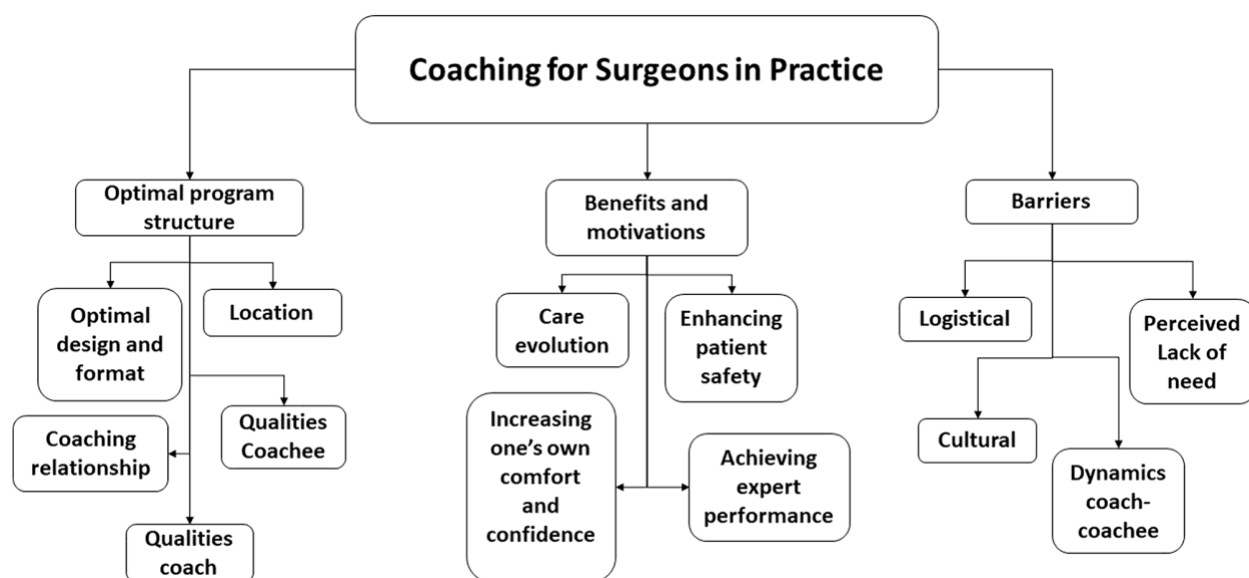 Coaching for Surgeons in Practice
Optimal program
structure
Optimal
design and
format
Location
Coaching
relationship
Qualities
Coachee
Qualities
coach
Benefits and
motivations
Care
evolution
Enhancing
patient
safety
Increasing
one's own
comfort
and
confidence
Achieving
expert
performance
Barriers
Logistical
Perceived
Lack of
need
Cultural
Dynamics
coach-
coachee